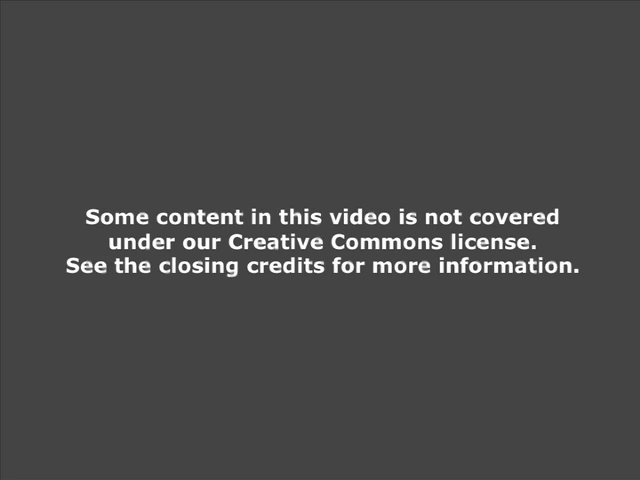 Some content in this video is not covered
under our Creative Commons license.
See the closing credits for more information.